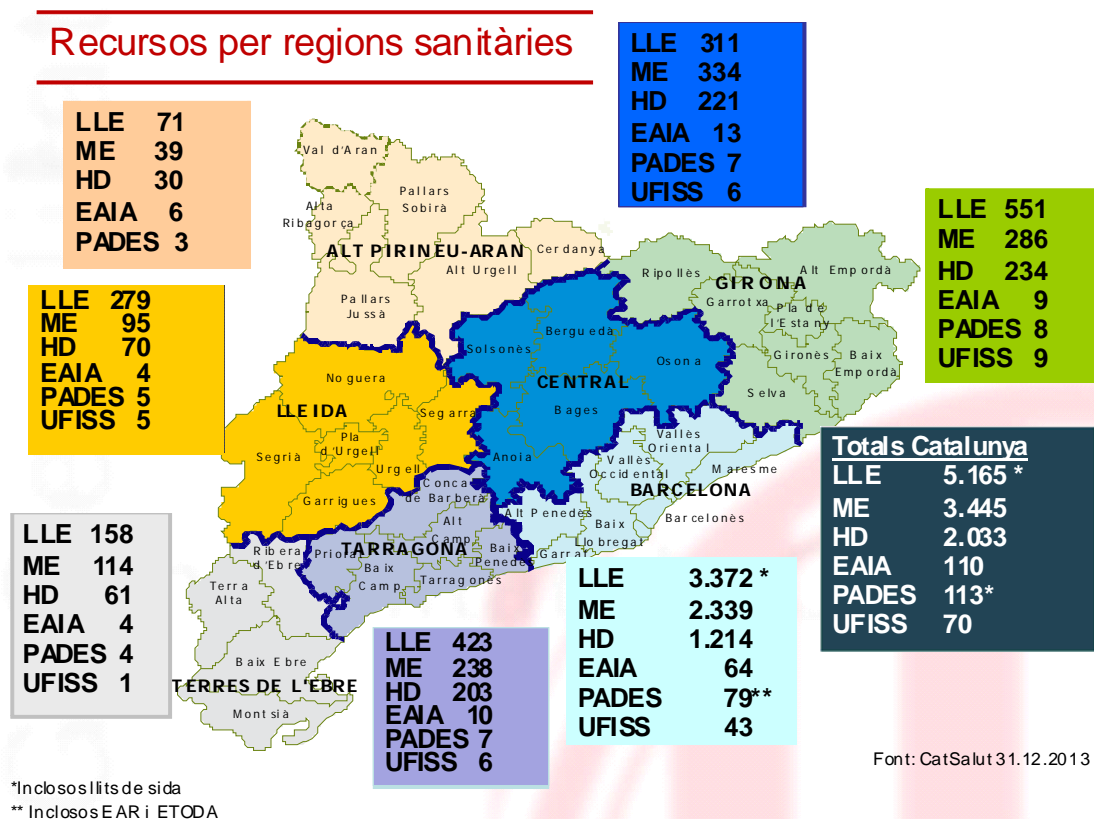 Recursos per regions sanitàries
LLE 311
ME 334
HD 221
EAIA 13
PADES 7
UFISS 6
LLE 71
ME 39
HD 30
EAIA 6
PADES 3
LLE 551
ME 286
HD 234
EAIA 9
PADES 8
UFISS 9
LLE 279
ME 95
HD 70
EAIA 4
PADES 5
UFISS 5
Val d'Aran
Alta
Ribagorça
Pallars
Sobirà
ALT PIRINEU-ARAN
Cerdanya
Alt Urgell
Pallars
Jussà
Ripollès
GIRONA
Alt Empordà
Garrotxa
Pla de
l'Estany
Gironès
Baix
Empordà
Selva
Berguedà
Solsonès
Osona
CENTRAL
Bages
Anoia
Noguera
LLEIDA
Segarra
Pla
d'Urgell
Segrià
Urgell
Garrigues
Vallès
Oriental
Vallès
Occidental
Maresme
BARCELONA
Alt Penedès
Barcelonès
Baix
Llobregat
Garraf
Conca
de Barberà
Alt
Camp
TARRAGONA
Priorat
Baix
Camp
Baix
Penedes
Tarragonès
Ribera
d'Ebre
Terra
Alta
Baix Ebre
TERRES DE L'EBRE
Montsià
Totals Catalunya
LLE 5.165 *
ME 3.445
HD 2.033
EAIA 110
PADES 113*
UFISS 70
LLE 158
ME 114
HD 61
EAIA 4
PADES 4
UFISS 1
LLE 423
ME 238
HD 203
EAIA 10
PADES 7
UFISS 6
LLE 3.372 *
ME 2.339
HD 1.214
EAIA 64
PADES 79**
UFISS 43
Font: CatSalut 31.12.2013
*Inclosos llits de sida
** Inclosos EAR i ETODA